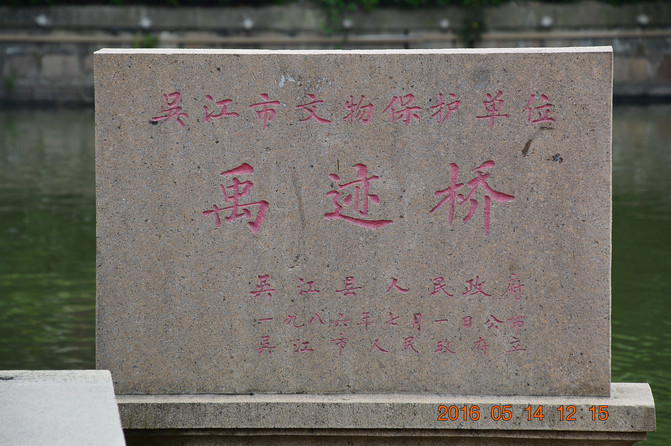 吴江市文物保护单位
禹迹桥
吴江县人民政府
一九八六年七月一日公布
吴江市人民政府立
2016.05.14 12:15